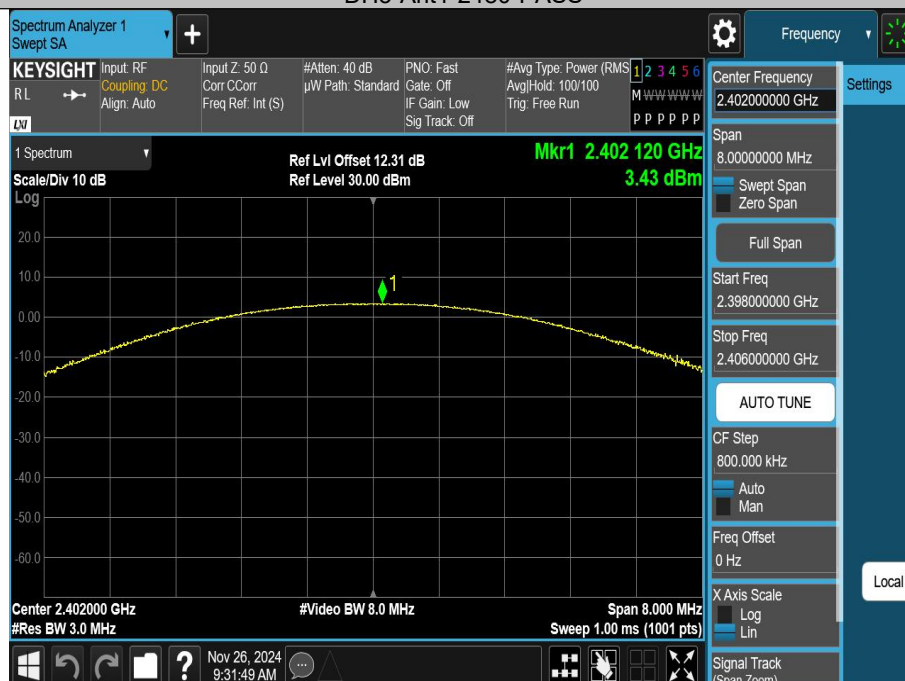 Spectrum Analyzer 1
Swept SA
Frequency
KEYSIGHT
R L
LXI
Input: RF
Coupling: DC
Align: Auto
Input Z: 50 Ω
Corr CCorr
Freq Ref: Int (S)
#Atten: 40 dB
µW Path: Standard
PNO: Fast
Gate: Off
IF Gain: Low
Sig Track: Off
#Avg Type: Power (RMS
Avg|Hold: 100/100
Trig: Free Run
1 2 3 4 5 6
M W W W W W
P P P P P P
1 Spectrum
Scale/Div 10 dB
Log
Ref Lvl Offset 12.31 dB
Ref Level 30.00 dBm
Mkr1 2.402 120 GHz
3.43 dBm
20.0
10.0
0.00
-10.0
-20.0
-30.0
-40.0
-50.0
-60.0
1
Center 2.402000 GHz
#Res BW 3.0 MHz
#Video BW 8.0 MHz
Span 8.000 MHz
Sweep 1.00 ms (1001 pts)
Nov 26, 2024
9:31:49 AM
Center Frequency
2.402000000 GHz
Span
8.00000000 MHz
Swept Span
Zero Span
Full Span
Start Freq
2.398000000 GHz
Stop Freq
2.406000000 GHz
AUTO TUNE
CF Step
800.000 kHz
Auto
Man
Freq Offset
0 Hz
X Axis Scale
Log
Lin
Signal Track
(Span Zoom)
Settings
Local